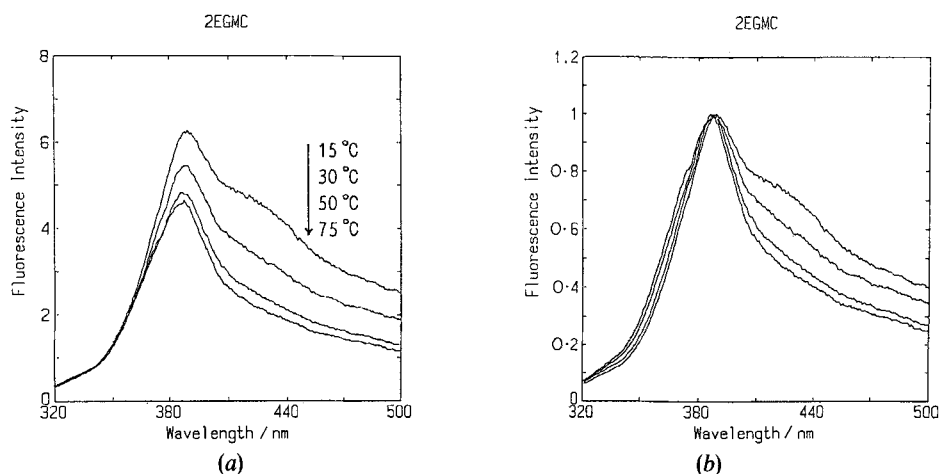 2EGMC
8
6
4
2
0
15 °C
30 °C
50 °C
75 °C
320
380
440
500
Fluorescence Intensity
Wavelength / nm
(a)
2EGMC
1.2
1
0·8
0·6
0·4
0·2
0
320
380
440
500
Fluorescence Intensity
Wavelength / nm
(b)